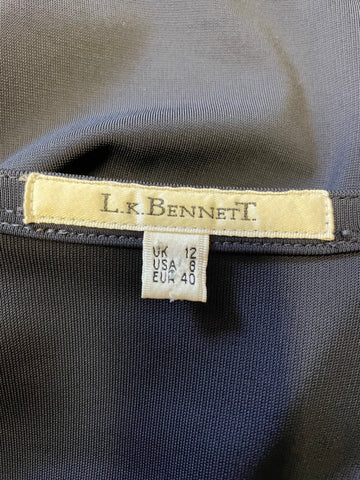 L.K.BENNETT.
UK 12
USA 8
EUR 40